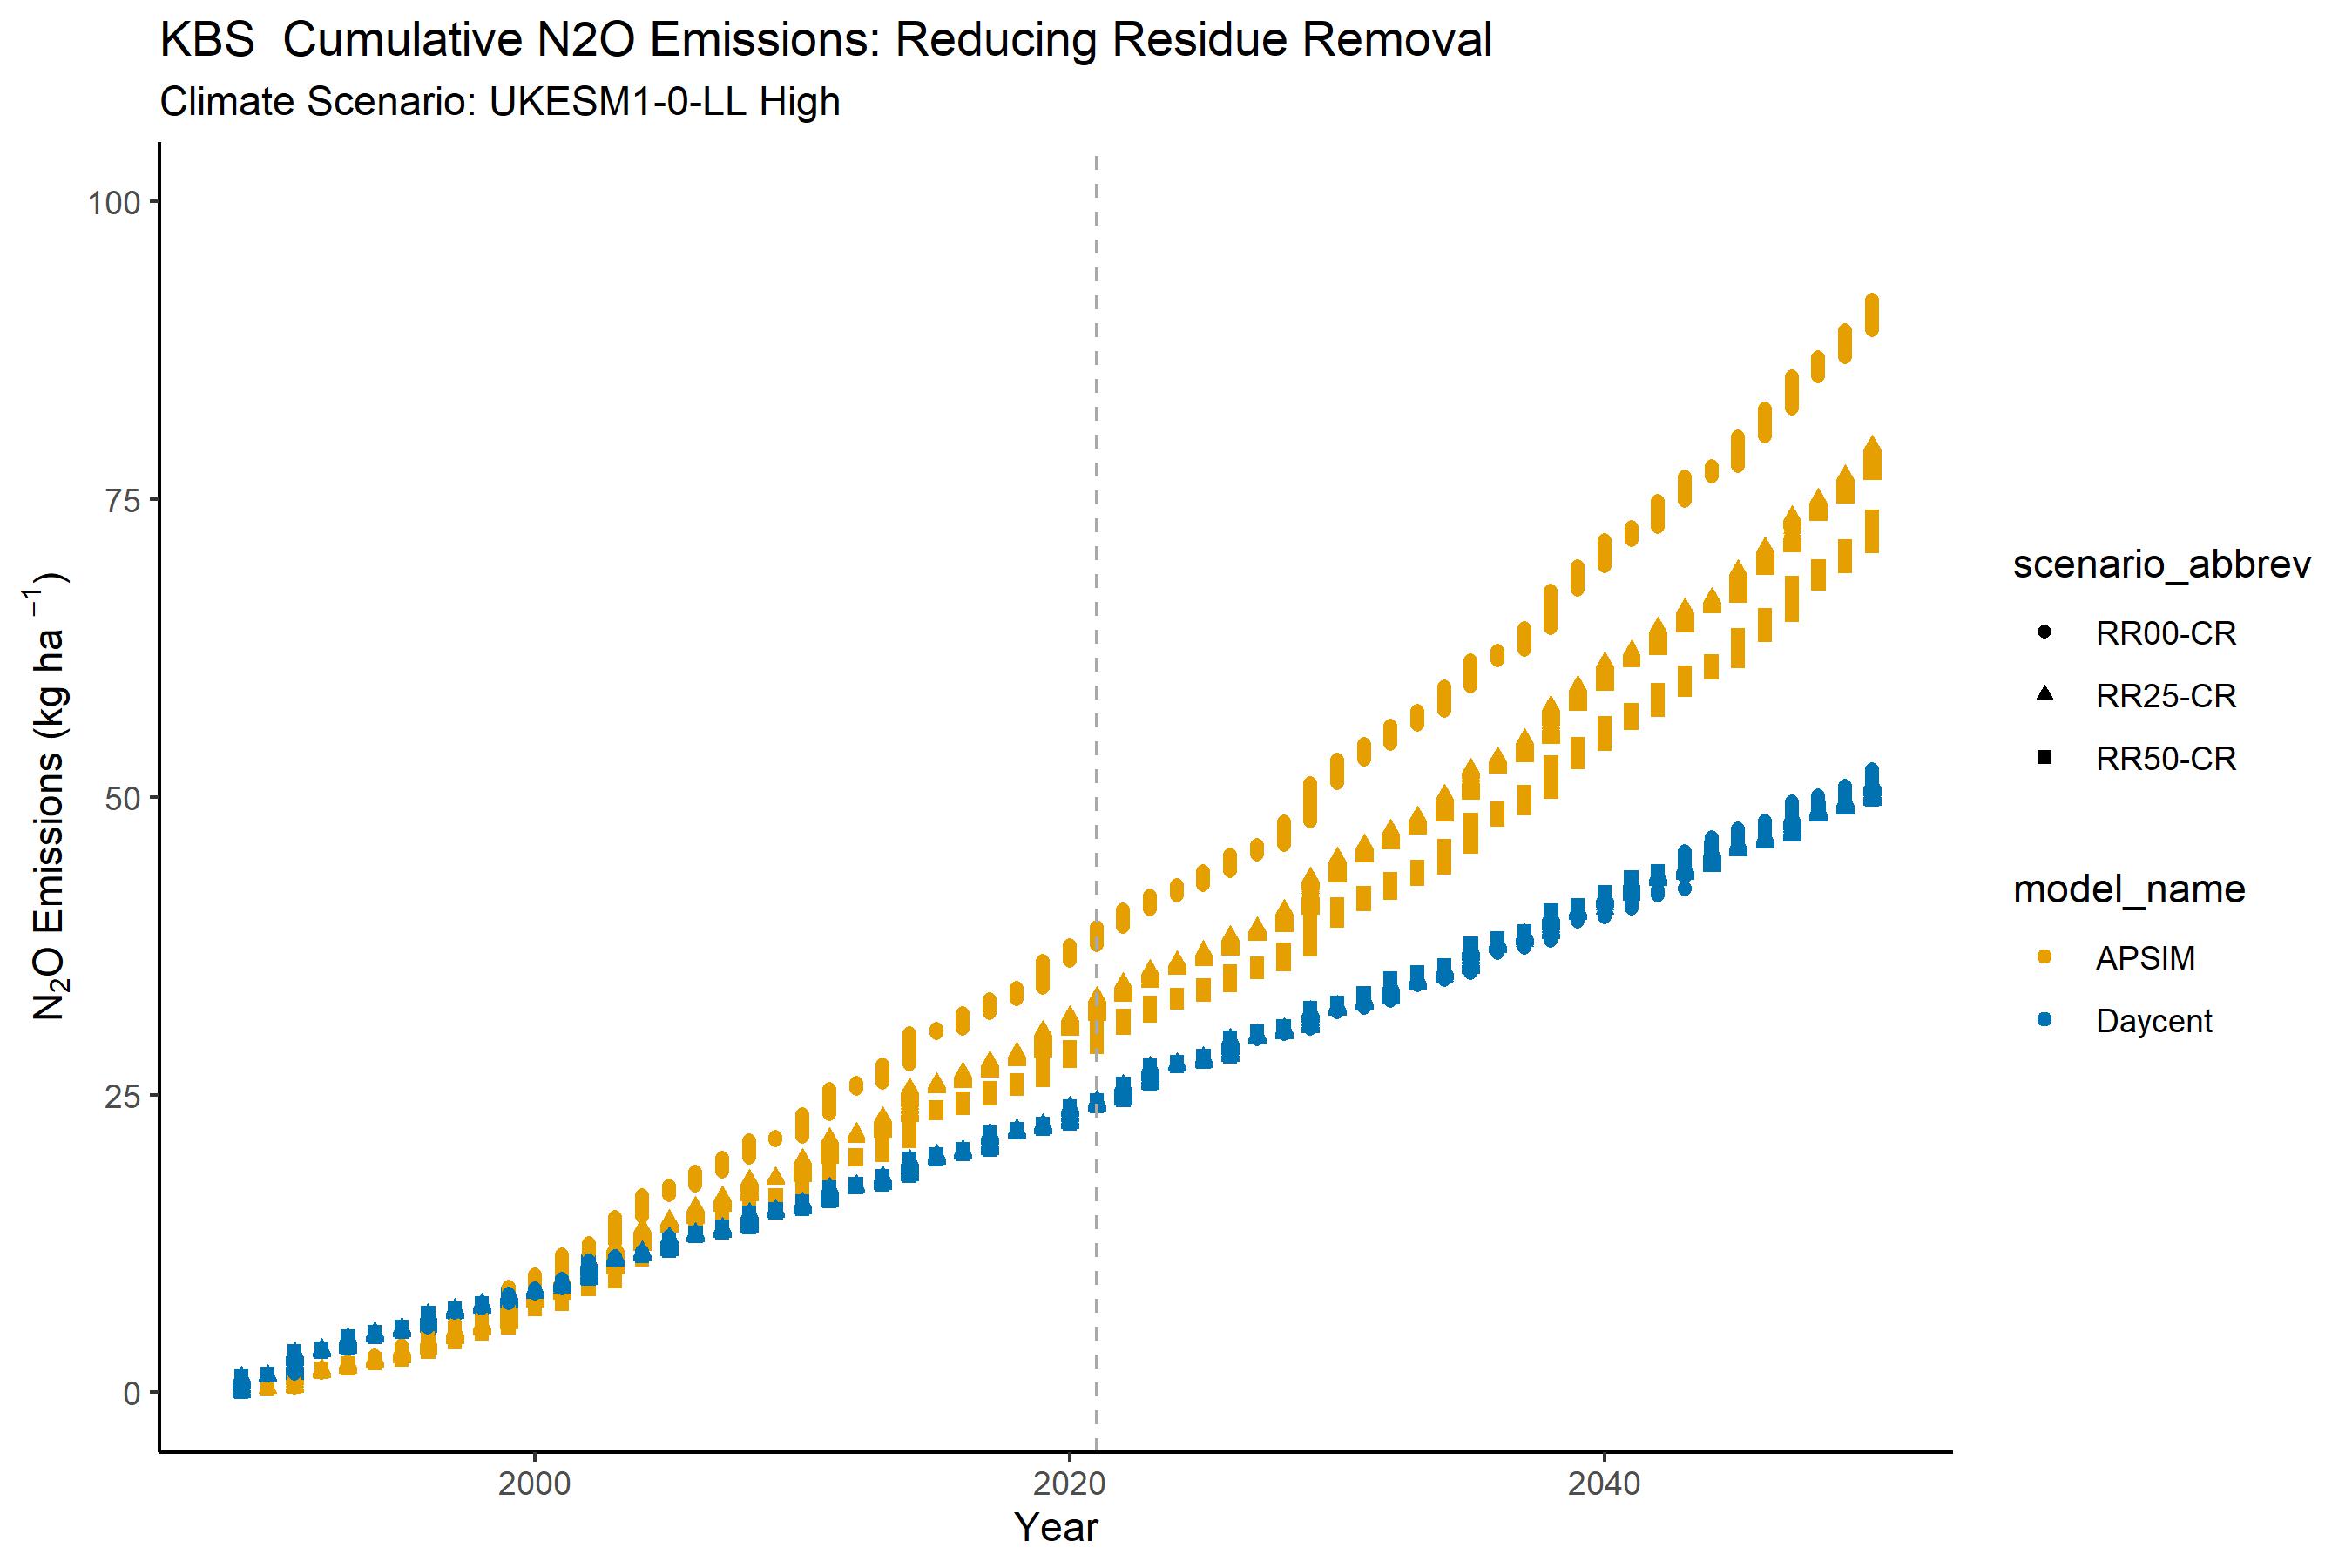 KBS  Cumulative N2O Emissions: Reducing Residue Removal
Climate Scenario: UKESM1-0-LL High
N₂O Emissions (kg ha ⁻¹)
100
75
50
25
0
2000
2020
2040
Year
scenario_abbrev
RR00-CR
RR25-CR
RR50-CR
model_name
APSIM
Daycent